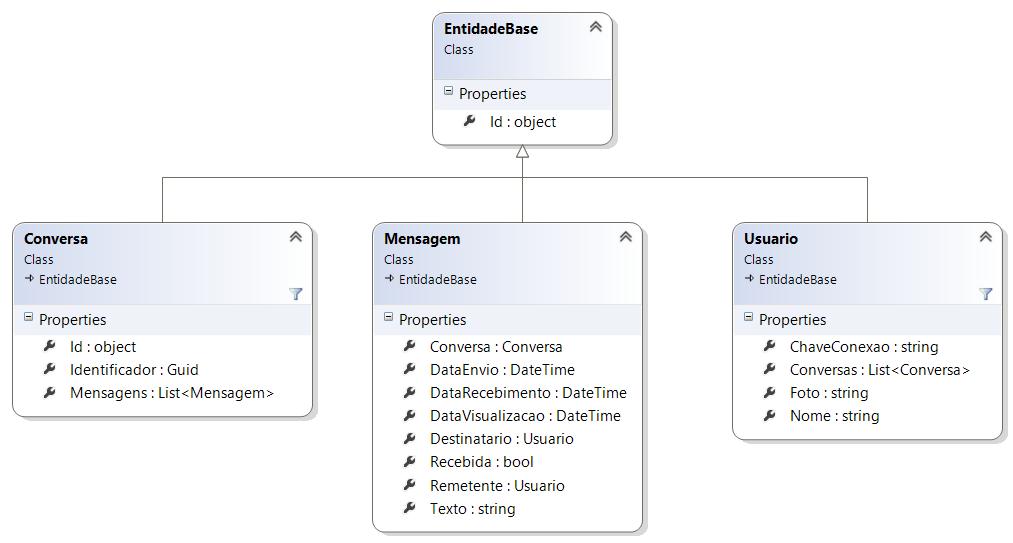 EntidadeBase
Class
Properties
Id : object
Conversa
Class
EntidadeBase
Properties
Id : object
Identificador : Guid
Mensagens : List<Mensagem>
Mensagem
Class
EntidadeBase
Properties
Conversa : Conversa
DataEnvio : DateTime
DataRecebimento : DateTime
DataVisualizacao : DateTime
Destinatario : Usuario
Recebida : bool
Remetente : Usuario
Texto : string
Usuario
Class
EntidadeBase
Properties
ChaveConexao : string
Conversas : List<Conversa>
Foto : string
Nome : string